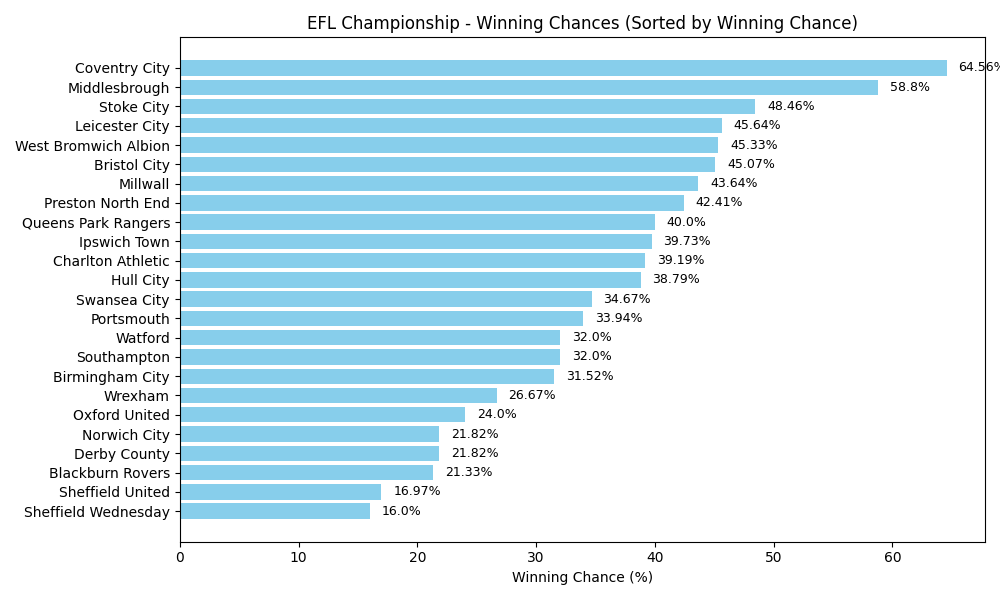 EFL Championship - Winning Chances (Sorted by Winning Chance)
Coventry City 64.56%
Middlesbrough 58.8%
Stoke City 48.46%
Leicester City 45.64%
West Bromwich Albion 45.33%
Bristol City 45.07%
Millwall 43.64%
Preston North End 42.41%
Queens Park Rangers 40.0%
Ipswich Town 39.73%
Charlton Athletic 39.19%
Hull City 38.79%
Swansea City 34.67%
Portsmouth 33.94%
Watford 32.0%
Southampton 32.0%
Birmingham City 31.52%
Wrexham 26.67%
Oxford United 24.0%
Norwich City 21.82%
Derby County 21.82%
Blackburn Rovers 21.33%
Sheffield United 16.97%
Sheffield Wednesday 16.0%
0 10 20 30 40 50 60
Winning Chance (%)